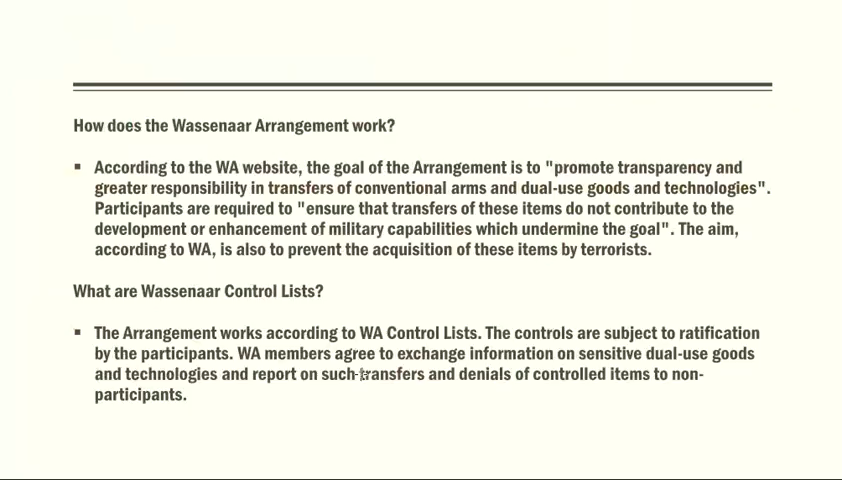 How does the Wassenaar Arrangement work?
▪ According to the WA website, the goal of the Arrangement is to "promote transparency and
greater responsibility in transfers of conventional arms and dual-use goods and technologies".
Participants are required to "ensure that transfers of these items do not contribute to the
development or enhancement of military capabilities which undermine the goal". The aim,
according to WA, is also to prevent the acquisition of these items by terrorists.
What are Wassenaar Control Lists?
▪ The Arrangement works according to WA Control Lists. The controls are subject to ratification
by the participants. WA members agree to exchange information on sensitive dual-use goods
and technologies and report on such transfers and denials of controlled items to non-
participants.